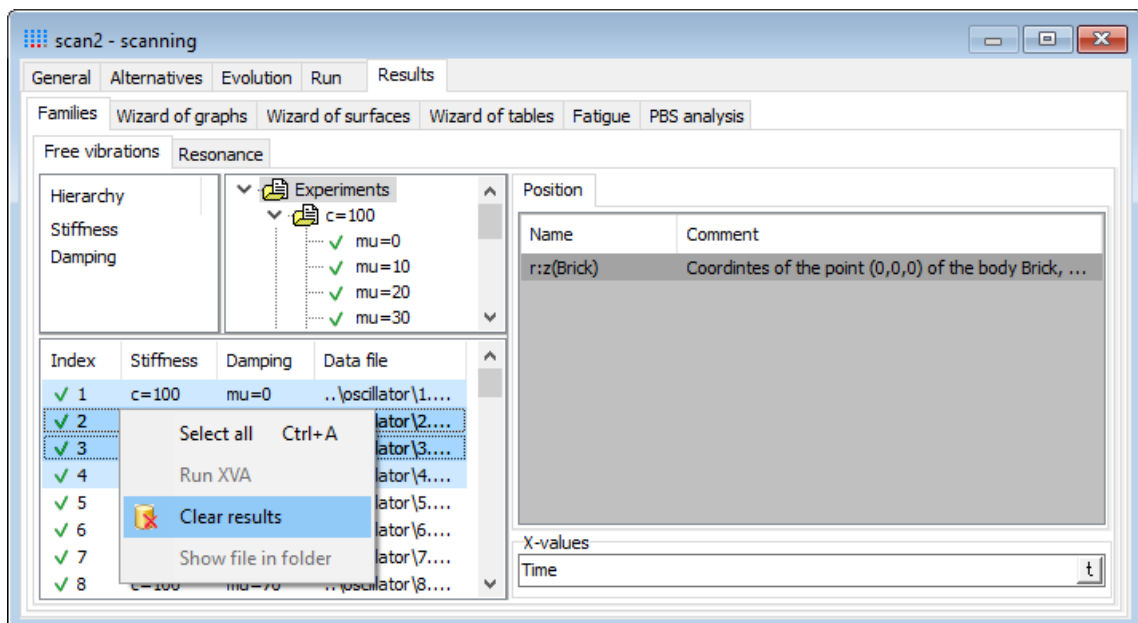 scan2 - scanning
General Alternatives Evolution Run Results
Families Wizard of graphs Wizard of surfaces Wizard of tables Fatigue PBS analysis
Free vibrations Resonance
Hierarchy
Stiffness
Damping
Experiments
c=100
mu=0
mu=10
mu=20
mu=30
Position
Name Comment
r:z(Brick) Coordintes of the point (0,0,0) of the body Brick, ...
Index Stiffness Damping Data file
1 c=100 mu=0 ..\oscillator\1....
2 lator\2....
3 lator\3....
4 lator\4....
5 lator\5....
6 lator\6....
7 lator\7....
8 c=100 mu=70 ..\oscillator\8....
Select all Ctrl+A
Run XVA
Clear results
Show file in folder
X-values
Time t